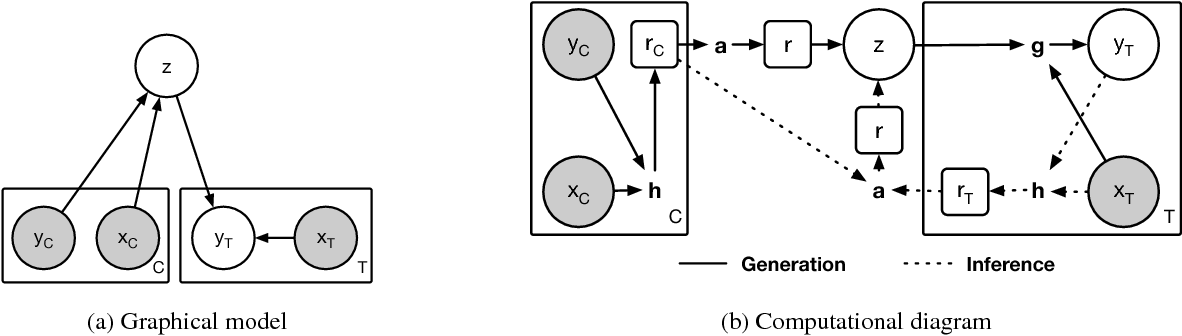 z
y_C x_C C
y_T x_T T
(a) Graphical model
y_C r_C a r z g y_T
r
x_C h C a r_T h x_T T
Generation Inference
(b) Computational diagram